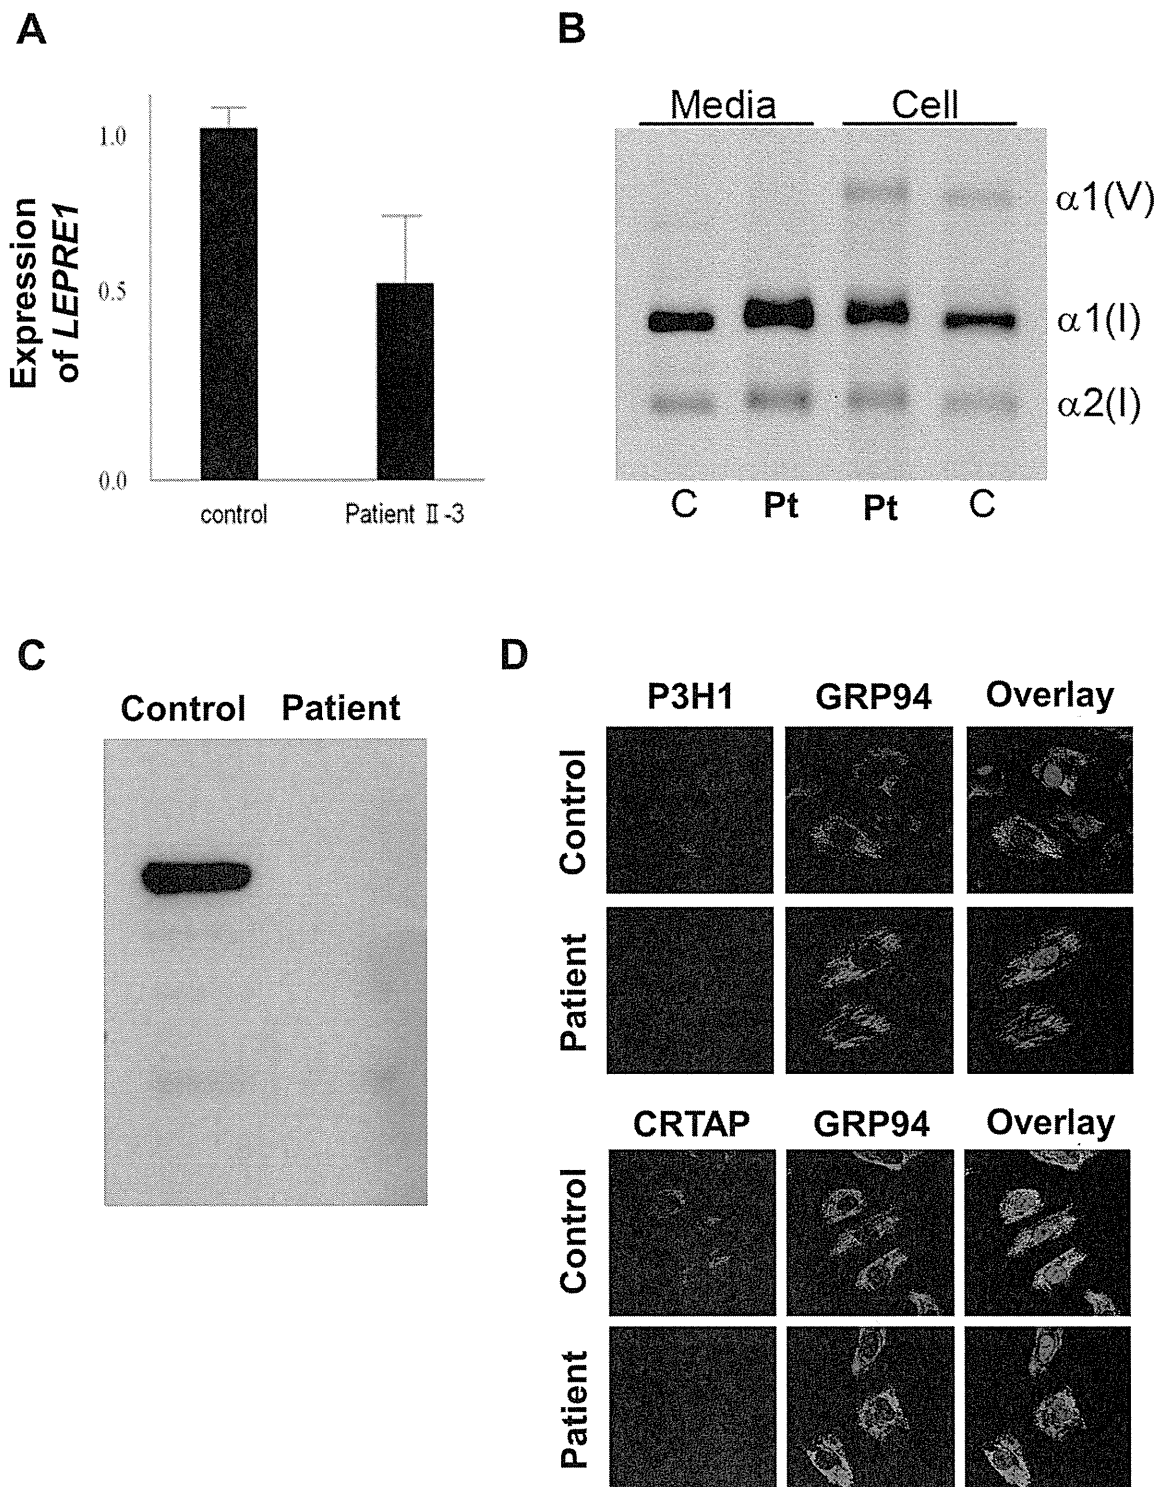 A
Expression
of LEPRE1
1.0
0.5
0.0
control
Patient Ⅱ-3
B
Media Cell
α1(V)
α1(I)
α2(I)
C Pt Pt C
C
Control Patient
D
P3H1 GRP94 Overlay
Control
Patient
CRTAP GRP94 Overlay
Control
Patient